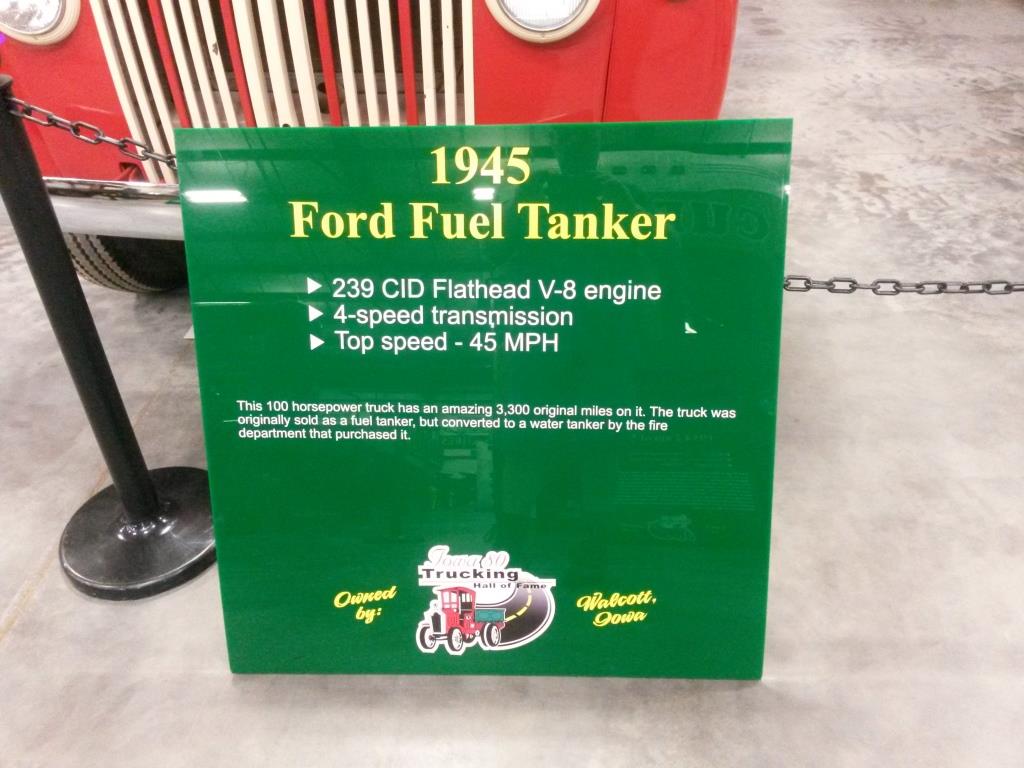 1945
Ford Fuel Tanker
239 CID Flathead V-8 engine
4-speed transmission
Top speed - 45 MPH
This 100 horsepower truck has an amazing 3,300 original miles on it. The truck was
originally sold as a fuel tanker, but converted to a water tanker by the fire
department that purchased it.
Iowa 80
Trucking
Hall of Fame
Owned
by:
Walcott,
Iowa